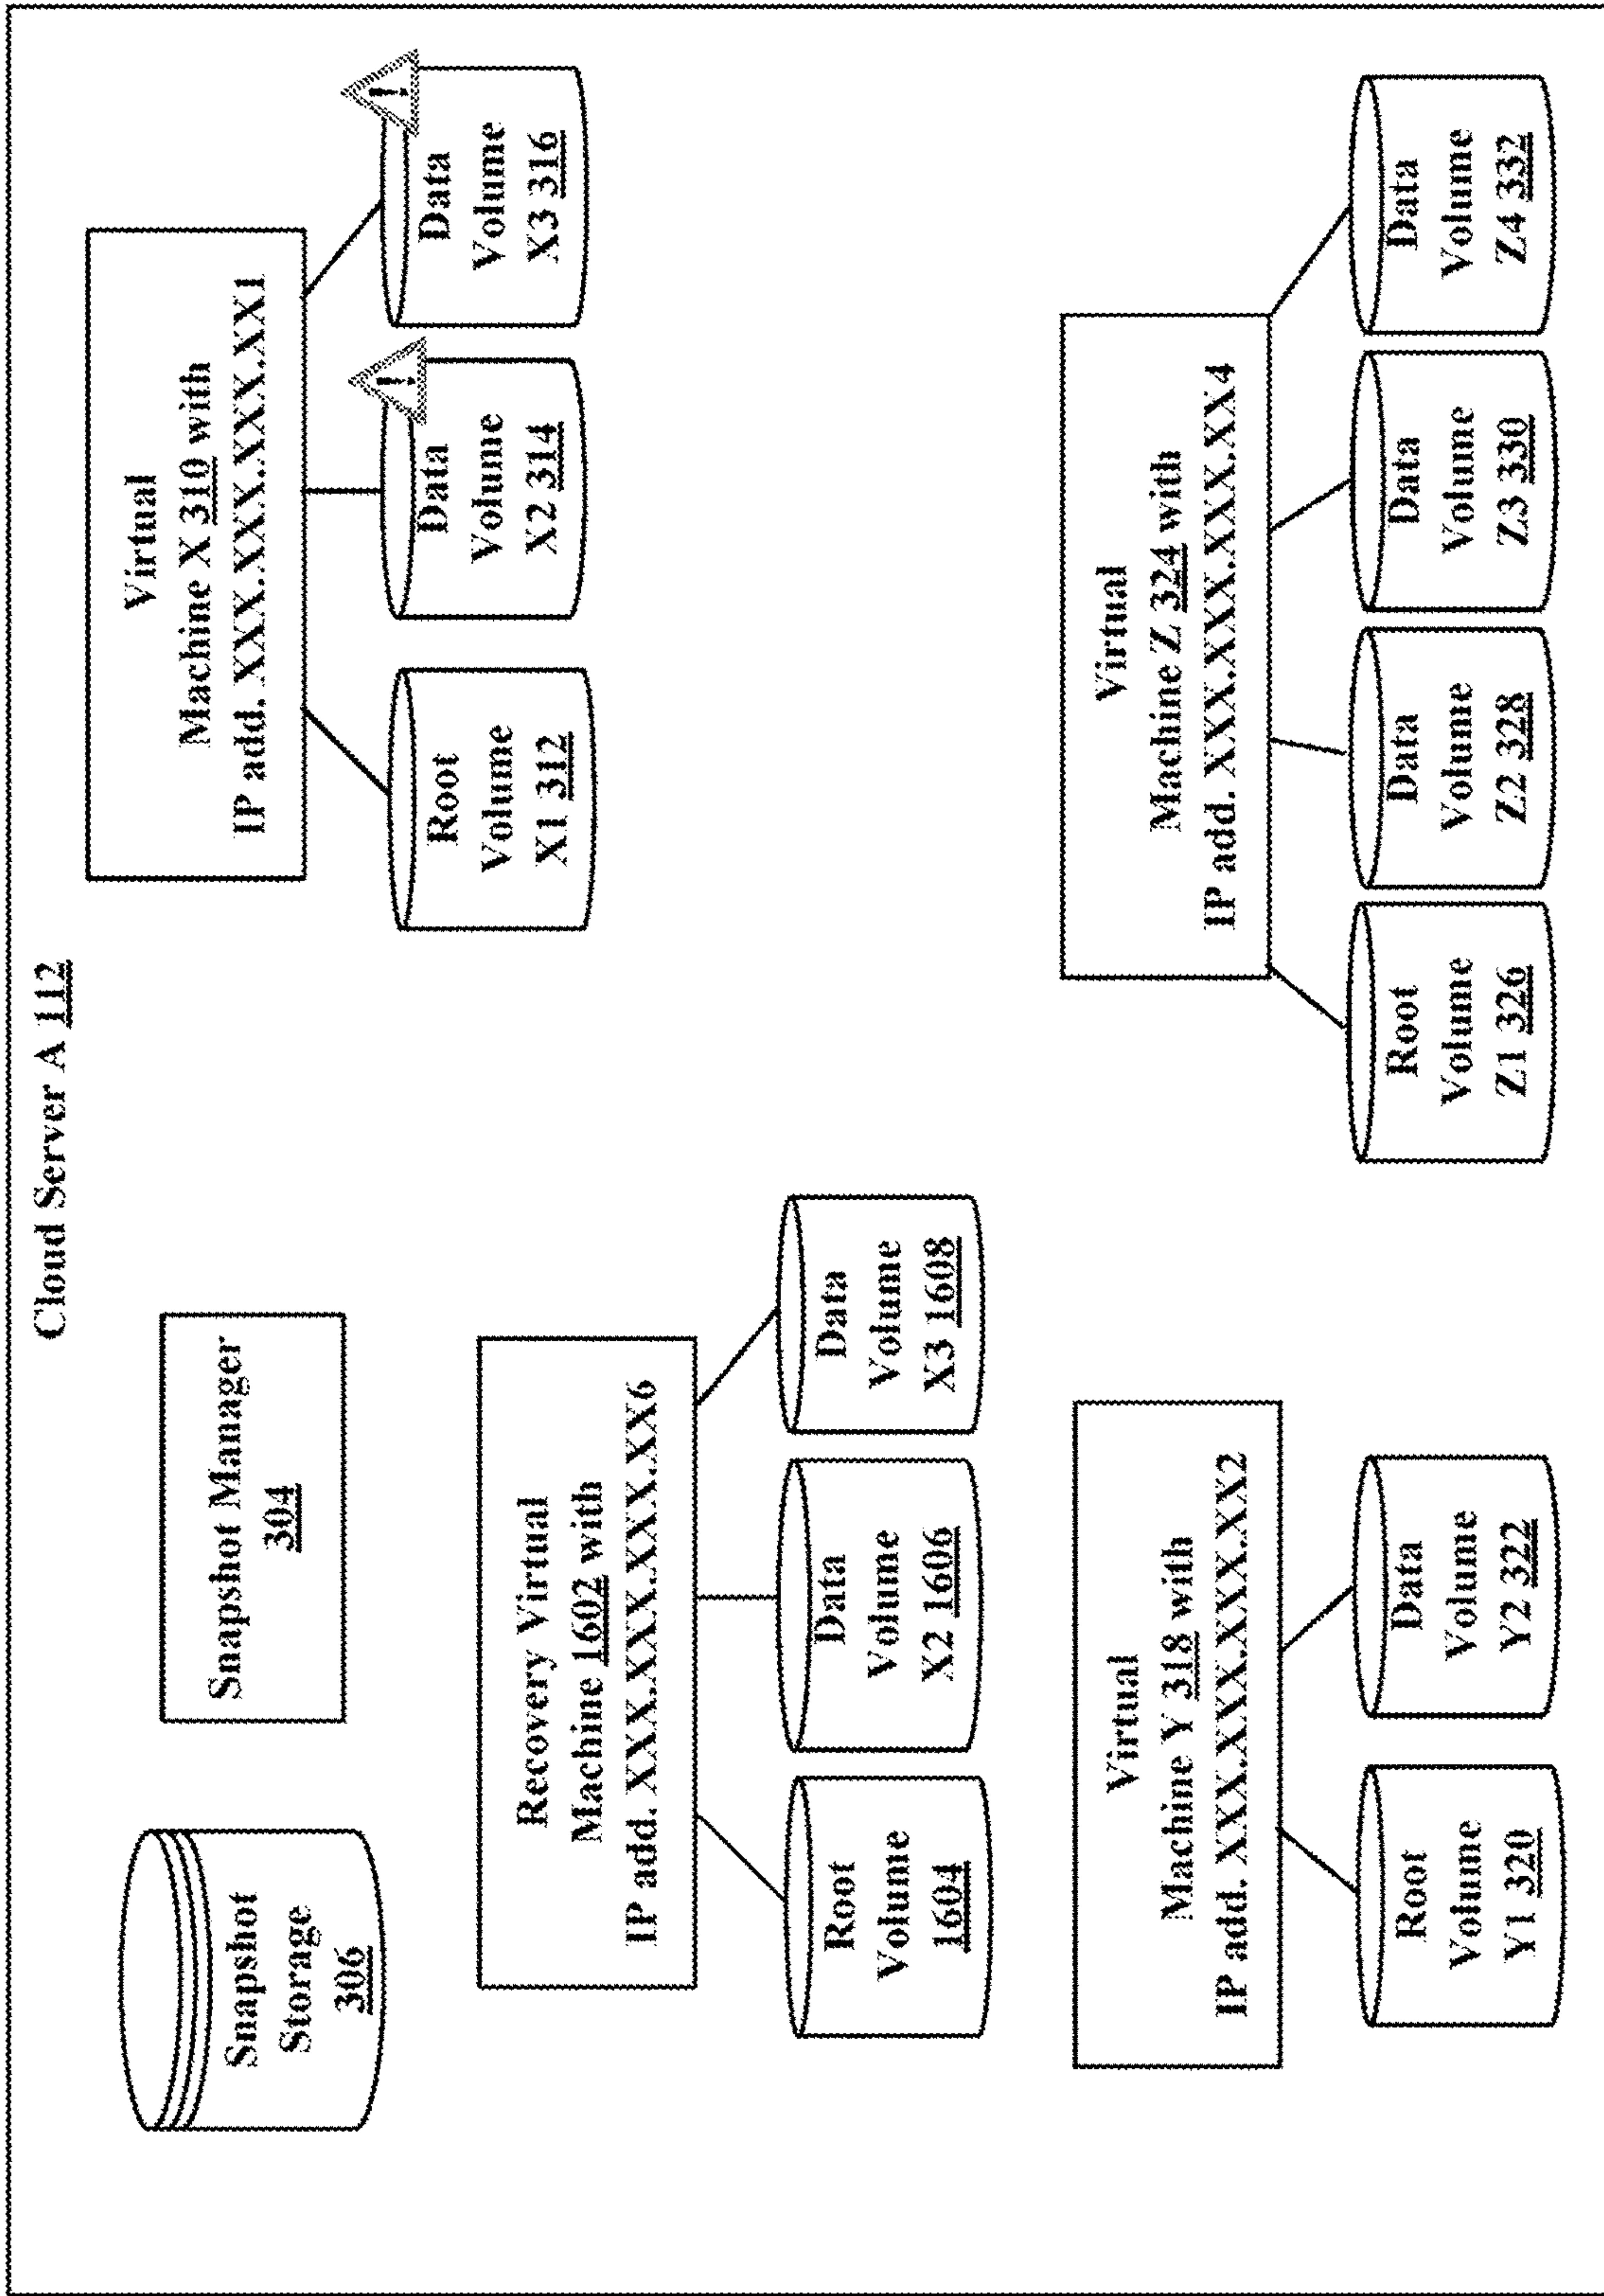 Cloud Server A 112
Snapshot
Storage
306
Snapshot Manager
304
Virtual
Machine X 310 with
IP add. XXX.XXX.XXX.XX1
Root
Volume
X1 312
Data
Volume
X2 314
!
Data
Volume
X3 316
!
Recovery Virtual
Machine 1602 with
IP add. XXX.XXX.XXX.XX6
Root
Volume
1604
Data
Volume
X2 1606
Data
Volume
X3 1608
Virtual
Machine Y 318 with
IP add. XXX.XXX.XXX.XX2
Root
Volume
Y1 320
Data
Volume
Y2 322
Virtual
Machine Z 324 with
IP add. XXX.XXX.XXX.XX4
Root
Volume
Z1 326
Data
Volume
Z2 328
Data
Volume
Z3 330
Data
Volume
Z4 332